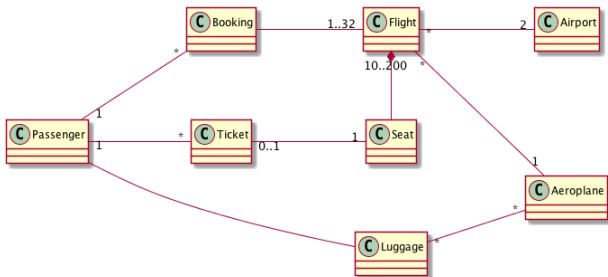 C Booking
1..32
C Flight
*
2
C Airport
*
10..200
*
1
C Passenger
1
*
C Ticket
0..1
1
C Seat
1
C Aeroplane
*
*
C Luggage